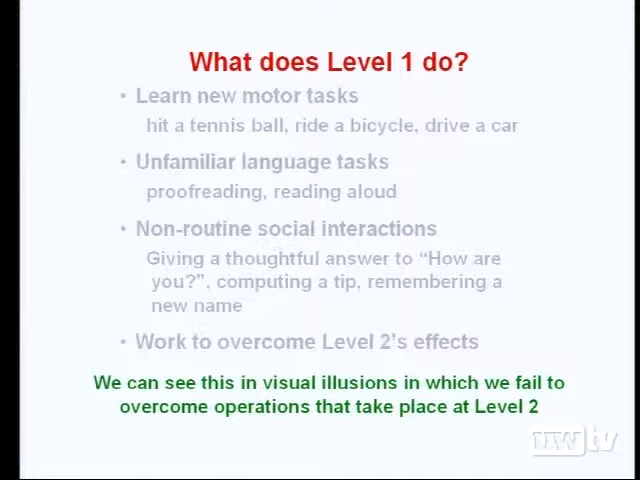 What does Level 1 do?
• Learn new motor tasks
hit a tennis ball, ride a bicycle, drive a car
• Unfamiliar language tasks
proofreading, reading aloud
• Non-routine social interactions
Giving a thoughtful answer to “How are
you?”, computing a tip, remembering a
new name
• Work to overcome Level 2’s effects
We can see this in visual illusions in which we fail to
overcome operations that take place at Level 2
uwtv